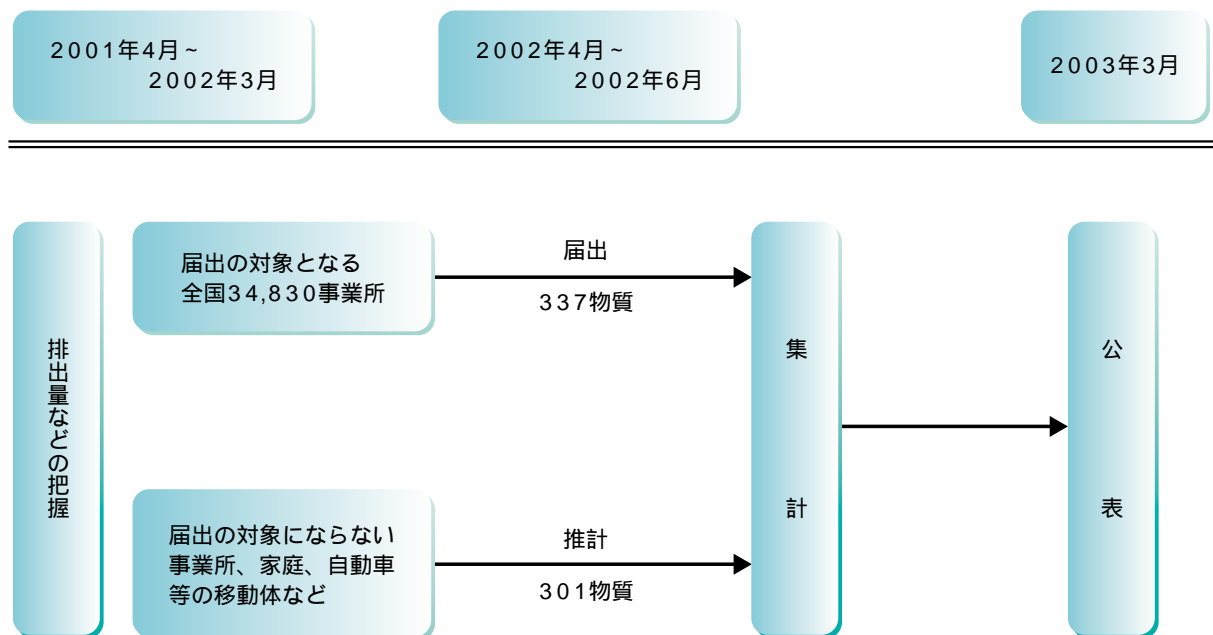 2001年4月~
2002年3月
2002年4月~
2002年6月
2003年3月
排出量などの把握
届出の対象となる
全国34,830事業所
届出
337物質
届出の対象にならない
事業所、家庭、自動車
等の移動体など
推計
301物質
集計
公表